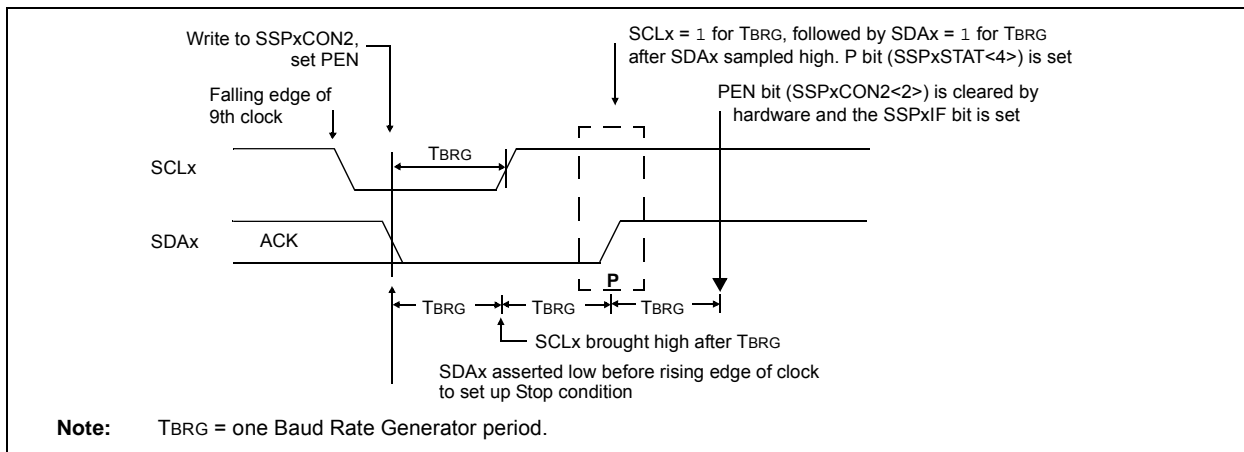 Write to SSPxCON2,
set PEN
SCLx = 1 for TBRG, followed by SDAx = 1 for TBRG
after SDAx sampled high. P bit (SSPxSTAT<4>) is set
Falling edge of
9th clock
PEN bit (SSPxCON2<2>) is cleared by
hardware and the SSPxIF bit is set
TBRG
SCLx
SDAx
ACK
P
TBRG
TBRG
TBRG
SCLx brought high after TBRG
SDAx asserted low before rising edge of clock
to set up Stop condition
Note: TBRG = one Baud Rate Generator period.